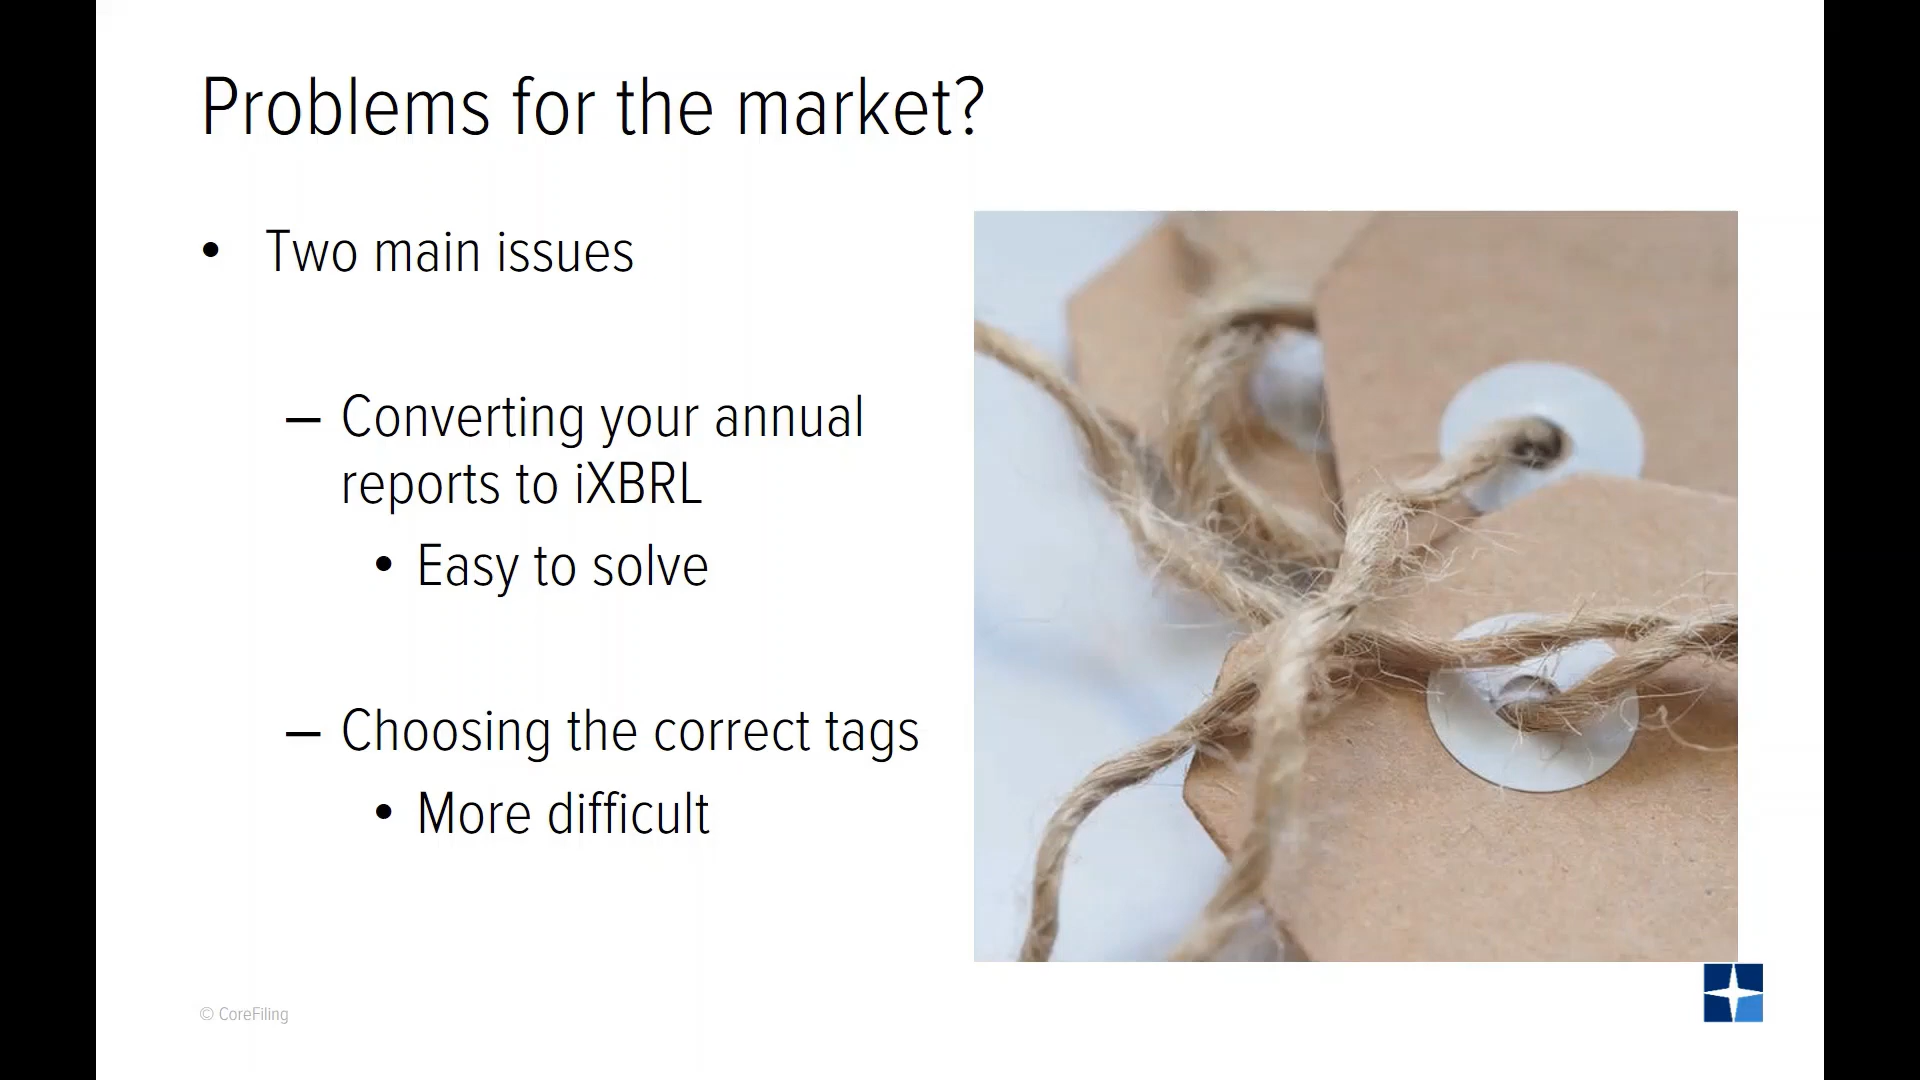 Problems for the market?
• Two main issues
– Converting your annual
reports to iXBRL
• Easy to solve
– Choosing the correct tags
• More difficult
© CoreFiling